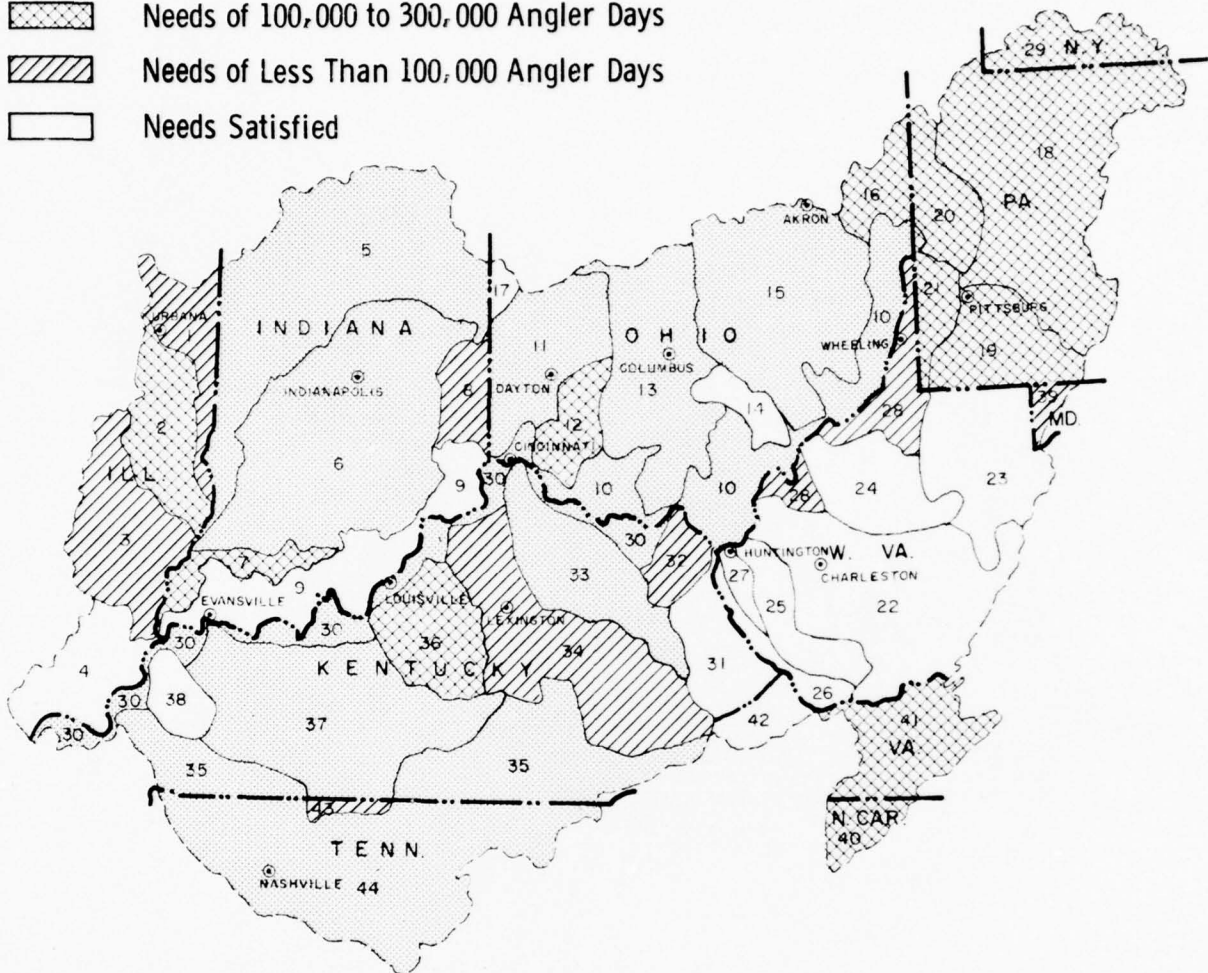 Needs of 100,000 to 300,000 Angler Days
Needs of Less Than 100,000 Angler Days
Needs Satisfied
29 N Y.
18
16
AKRON
20
PA
5
17
15
21
PITTSBURG
URBANA
1
INDIANA
OHIO
10
11
COLUMBUS
WHEELING
19
INDIANAPOLIS
8
DAYTON
13
39
2
12
14
28
MD.
CINCINNATI
ILL
6
9
30
10
10
24
23
3
28
30
7
9
33
32
HUNTINGTON
W. VA.
27
CHARLESTON
EVANSVILLE
LOUISVILLE
LEXINGTON
25
22
30
30
36
34
4
KENTUCKY
31
38
26
30
42
41
30
37
VA.
35
35
43
N CAR.
40
TENN.
NASHVILLE 44